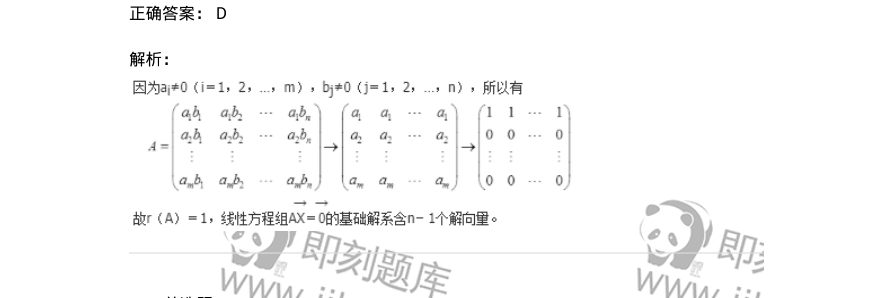 正确答案： D
解析：
因为aᵢ≠0（i=1，2，…，m），bⱼ≠0（j=1，2，…，n），所以有
A = (a₁b₁ a₁b₂ ⋯ a₁bₙ; a₂b₁ a₂b₂ ⋯ a₂bₙ; ⋮ ⋮ ⋮; aₘb₁ aₘb₂ ⋯ aₘbₙ) → (a₁ a₁ ⋯ a₁; a₂ a₂ ⋯ a₂; ⋮ ⋮ ⋮; aₘ aₘ ⋯ aₘ) → (1 1 ⋯ 1; 0 0 ⋯ 0; ⋮ ⋮ ⋮; 0 0 ⋯ 0)
故r（A）=1，线性方程组AX⃗=0⃗的基础解系含n－1个解向量。
即刻题库 即刻